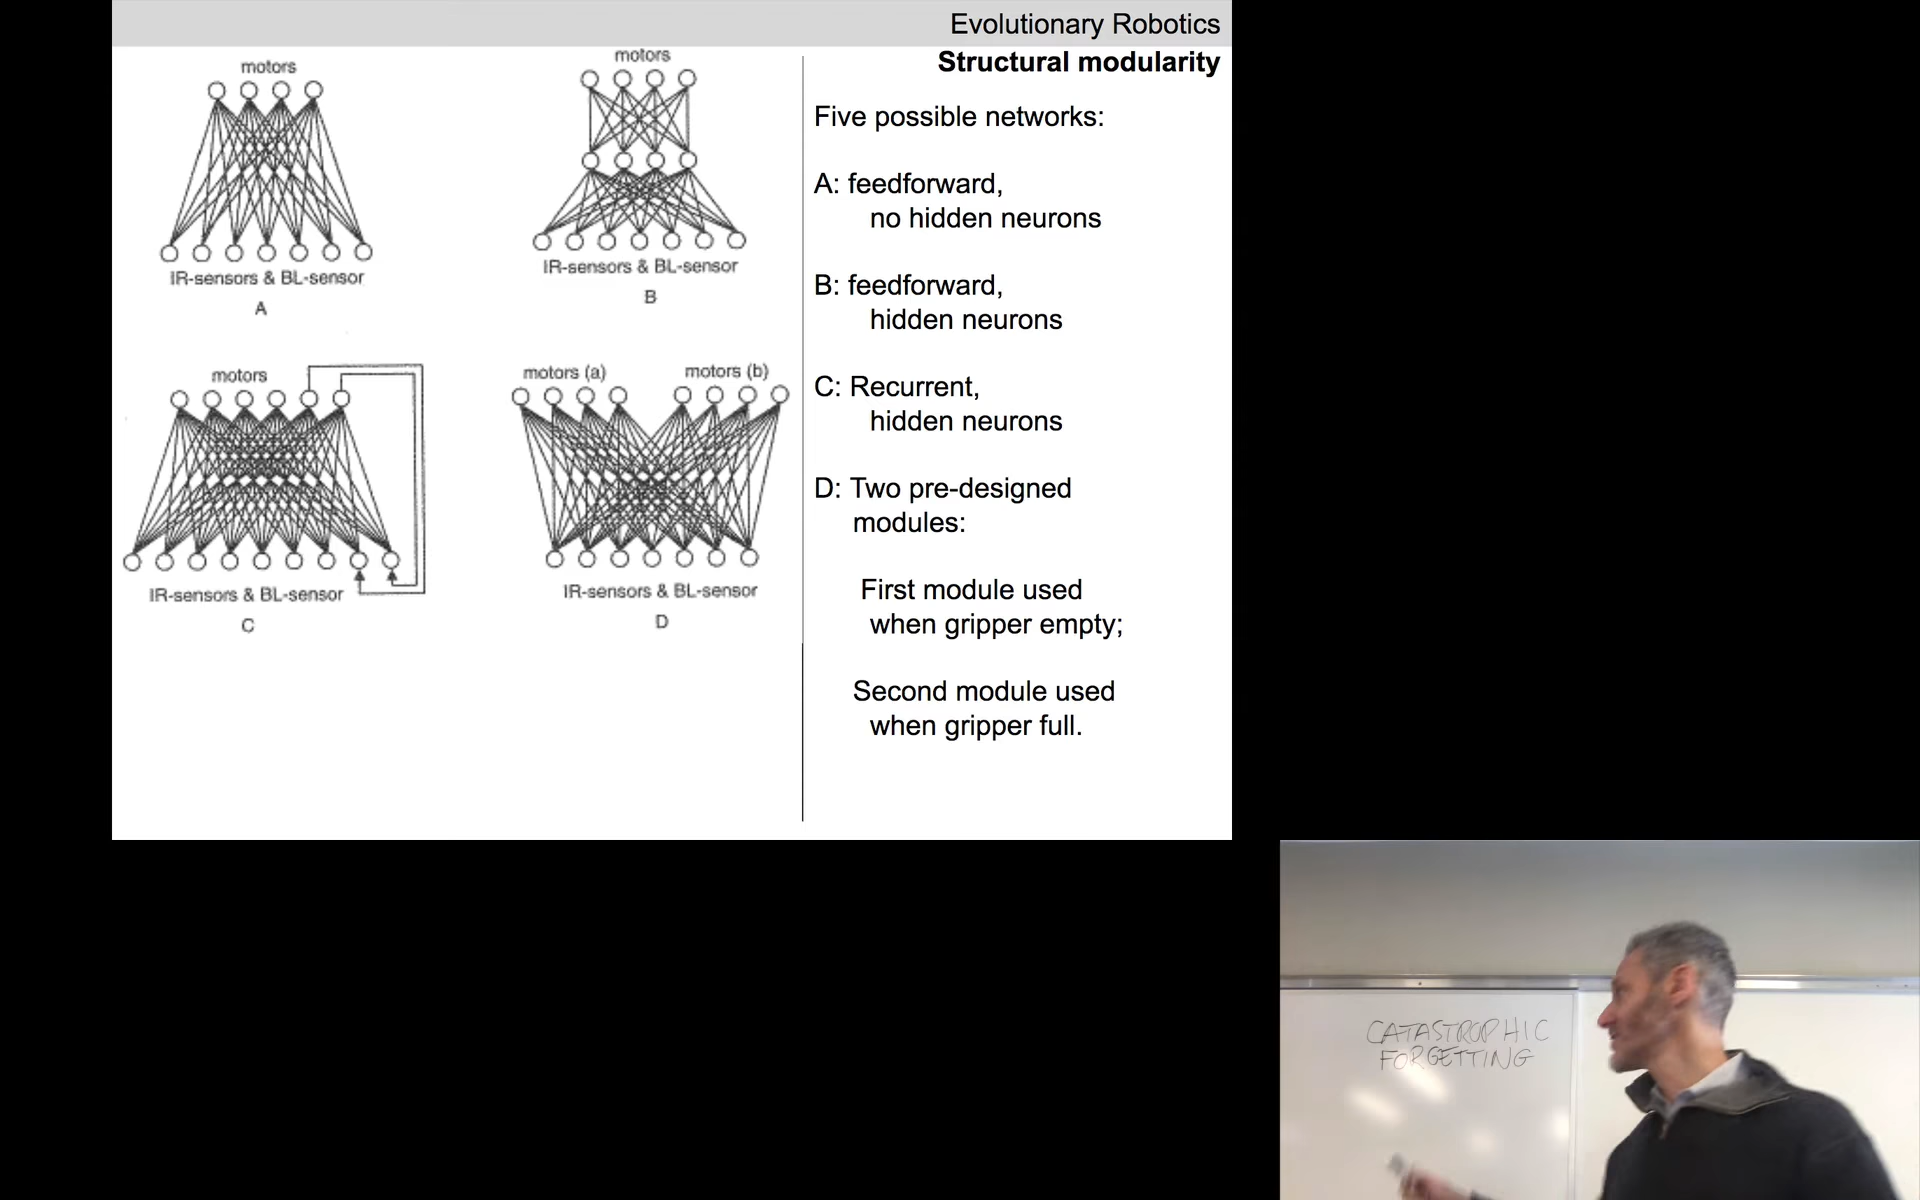 Evolutionary Robotics
Structural modularity
motors
IR-sensors & BL-sensor
A
motors
IR-sensors & BL-sensor
B
motors
IR-sensors & BL-sensor
C
motors (a)
motors (b)
IR-sensors & BL-sensor
D
Five possible networks:
A: feedforward,
no hidden neurons
B: feedforward,
hidden neurons
C: Recurrent,
hidden neurons
D: Two pre-designed
modules:
First module used
when gripper empty;
Second module used
when gripper full.
CATASTROPHIC
FORGETTING